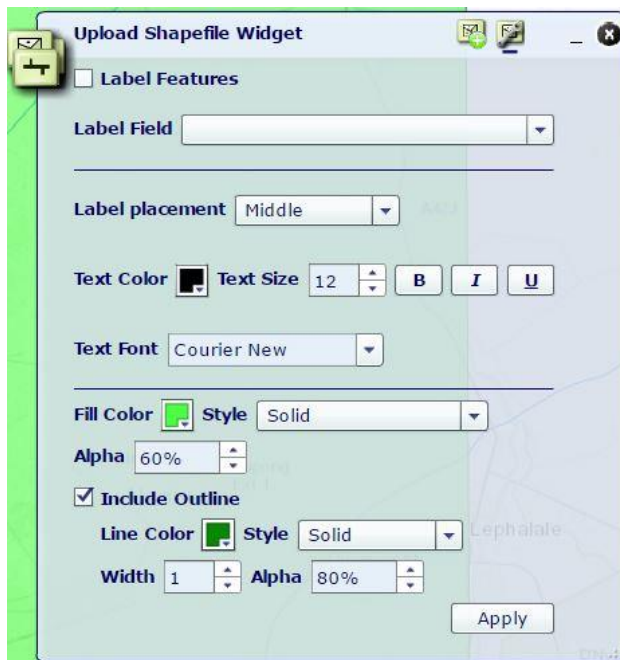 Upload Shapefile Widget
Label Features
Label Field
Label placement Middle
Text Color Text Size 12 B I U
Text Font Courier New
Fill Color Style Solid
Alpha 60%
Include Outline
Line Color Style Solid
Lephalale
Width 1 Alpha 80%
Apply